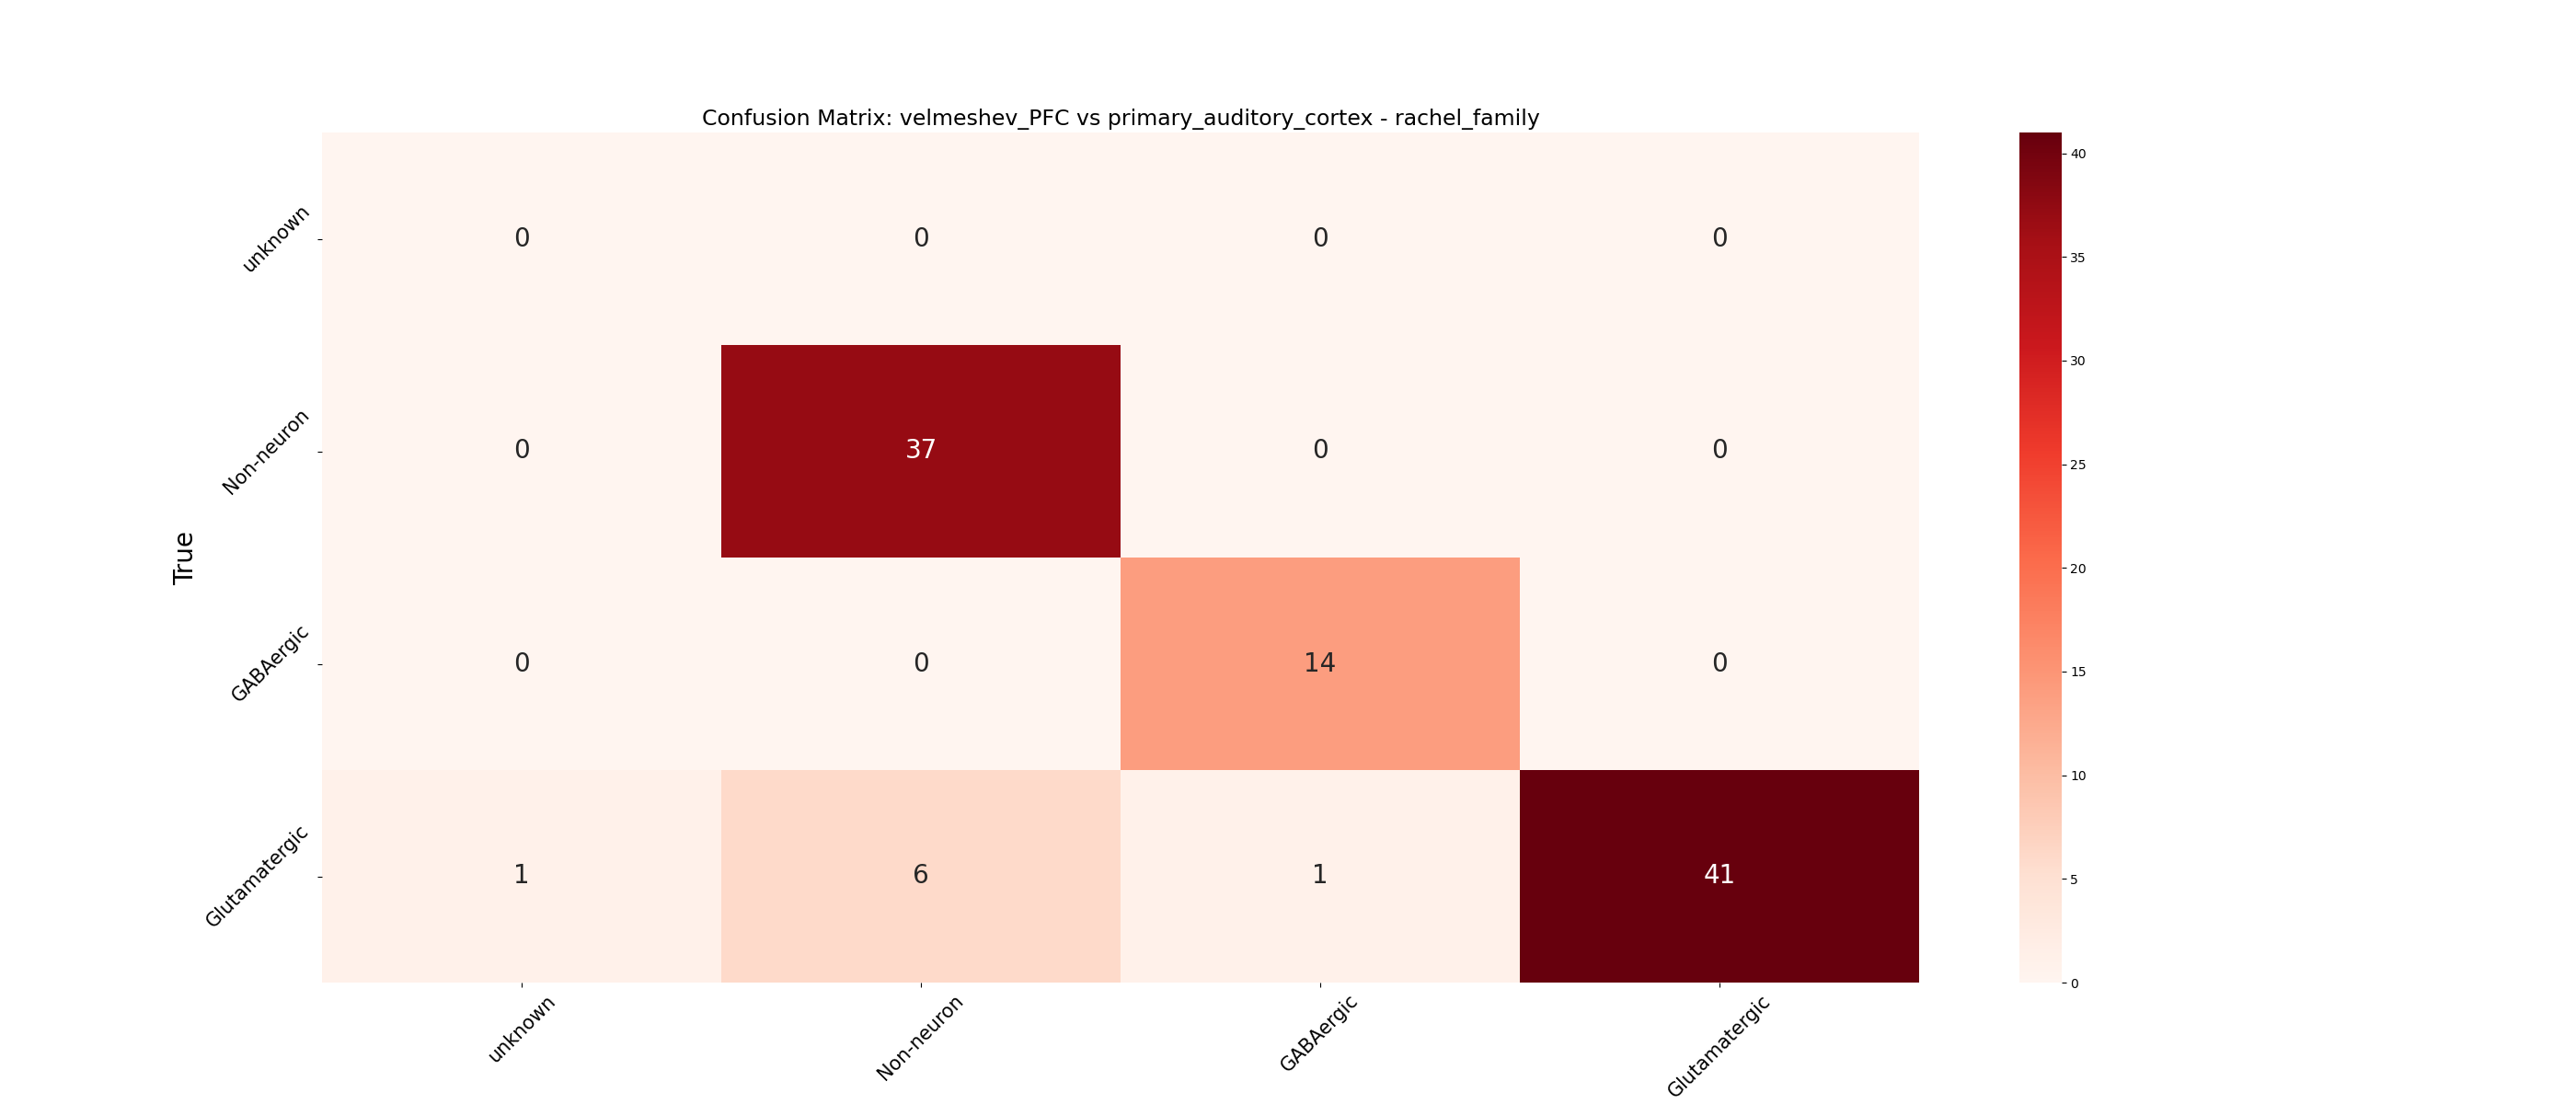 Confusion Matrix: velmeshev_PFC vs primary_auditory_cortex - rachel_family
True
unknown
0 0 0 0
Non-neuron
0 37 0 0
GABAergic
0 0 14 0
Glutamatergic
1 6 1 41
unknown Non-neuron GABAergic Glutamatergic
40
35
30
25
20
15
10
5
0